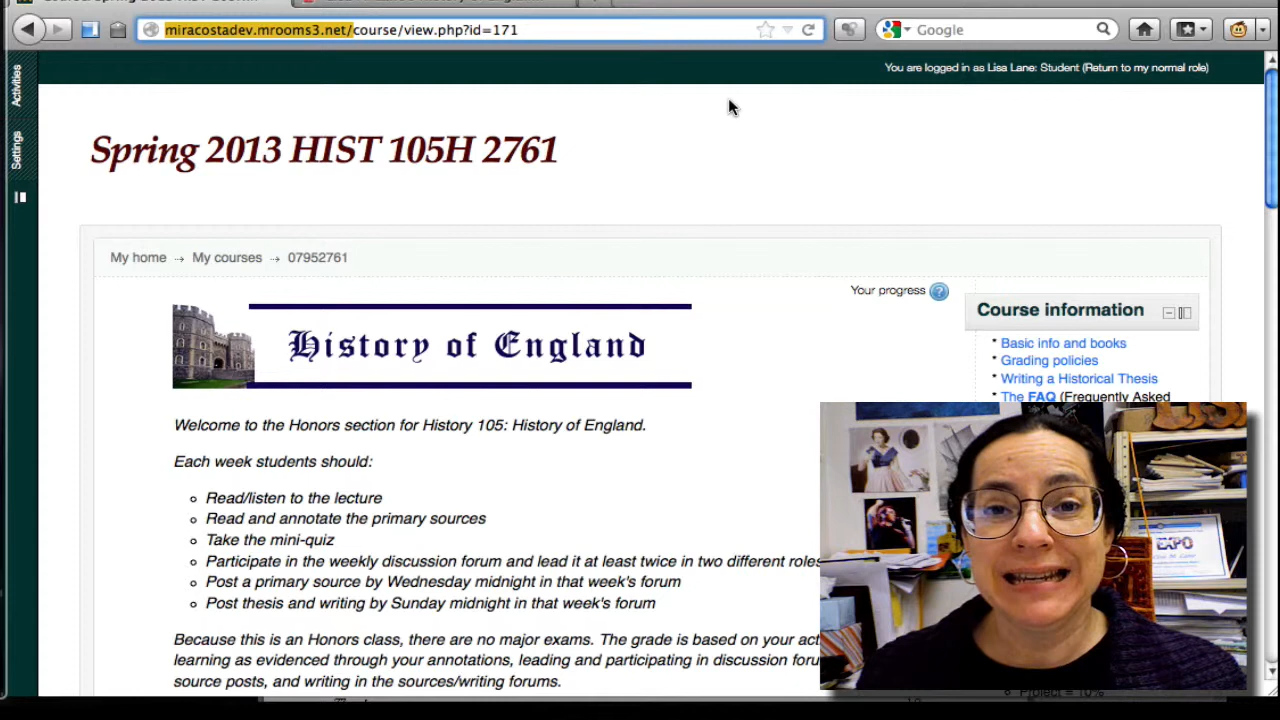 miracostadev.mrooms3.net/course/view.php?id=171
Google
You are logged in as Lisa Lane: Student (Return to my normal role)
Activities
Settings
Spring 2013 HIST 105H 2761
My home → My courses → 07952761
Your progress
Course information
Basic info and books
Grading policies
Writing a Historical Thesis
The FAQ (Frequently Asked
History of England
Welcome to the Honors section for History 105: History of England.
Each week students should:
Read/listen to the lecture
Read and annotate the primary sources
Take the mini-quiz
Participate in the weekly discussion forum and lead it at least twice in two different roles
Post a primary source by Wednesday midnight in that week's forum
Post thesis and writing by Sunday midnight in that week's forum
Because this is an Honors class, there are no major exams. The grade is based on your
learning as evidenced through your annotations, leading and participating in discussion
source posts, and writing in the sources/writing forums.
EXPO
Project = 10%